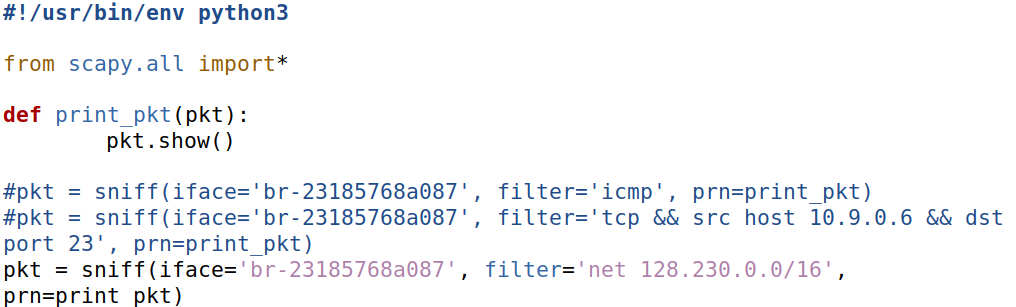 #!/usr/bin/env python3
from scapy.all import*
def print_pkt(pkt):
        pkt.show()
#pkt = sniff(iface='br-23185768a087', filter='icmp', prn=print_pkt)
#pkt = sniff(iface='br-23185768a087', filter='tcp && src host 10.9.0.6 && dst
port 23', prn=print_pkt)
pkt = sniff(iface='br-23185768a087', filter='net 128.230.0.0/16',
prn=print_pkt)